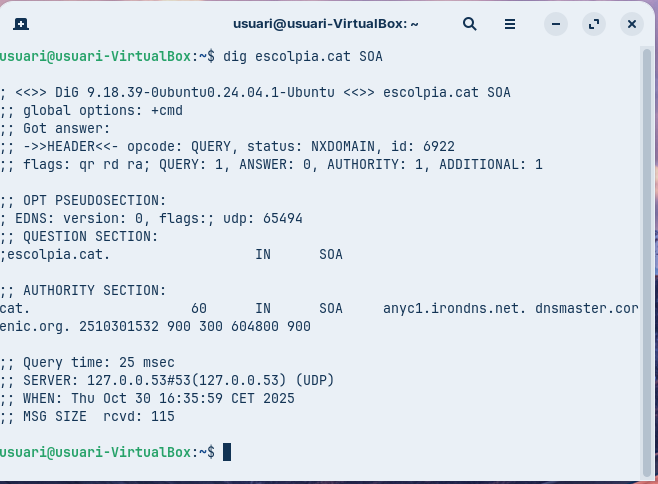 usuari@usuari-VirtualBox: ~
usuari@usuari-VirtualBox:~$ dig escolpia.cat SOA
; <<>> DiG 9.18.39-0ubuntu0.24.04.1-Ubuntu <<>> escolpia.cat SOA
;; global options: +cmd
;; Got answer:
;; ->>HEADER<<- opcode: QUERY, status: NXDOMAIN, id: 6922
;; flags: qr rd ra; QUERY: 1, ANSWER: 0, AUTHORITY: 1, ADDITIONAL: 1
;; OPT PSEUDOSECTION:
; EDNS: version: 0, flags:; udp: 65494
;; QUESTION SECTION:
;escolpia.cat. IN SOA
;; AUTHORITY SECTION:
cat. 60 IN SOA anyc1.irondns.net. dnsmaster.cor
enic.org. 2510301532 900 300 604800 900
;; Query time: 25 msec
;; SERVER: 127.0.0.53#53(127.0.0.53) (UDP)
;; WHEN: Thu Oct 30 16:35:59 CET 2025
;; MSG SIZE rcvd: 115
usuari@usuari-VirtualBox:~$